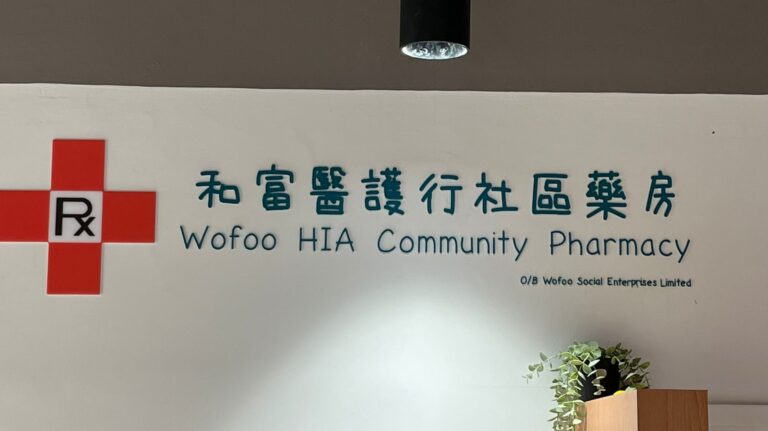 Rx
和富醫護行社區藥房
Wofoo HIA Community Pharmacy
O/B Wofoo Social Enterprises Limited